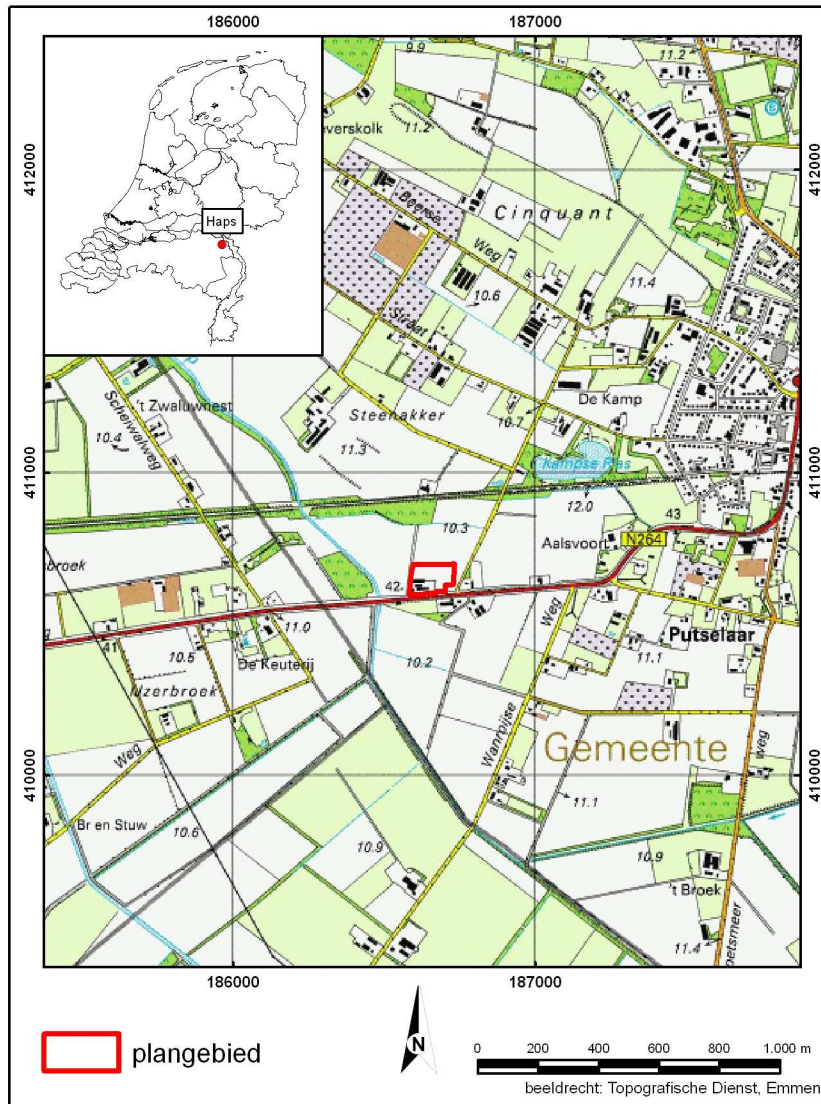 186000
187000
412000
412000
411000
411000
410000
410000
Haps
9.9
11.2
11.2
everskolk
Cinquant
Beerse
Weg
10.6
11.4
Straat
De Kamp
Steenakker
11.3
10.7
't Zwaluwnest
10.4
Kampse Plas
12.0
43
10.3
Aalsvoort
N264
42
Putselaar
11.0
41
De Keuterij
10.5
10.2
11.1
Weg
Wanroijse
Gemeente
weg
Weg
Br en Stuw
10.6
11.1
10.9
10.9
't Broek
11.4
186000
187000
plangebied
N
0 200 400 600 800 1.000 m
beeldrecht: Topografische Dienst, Emmen